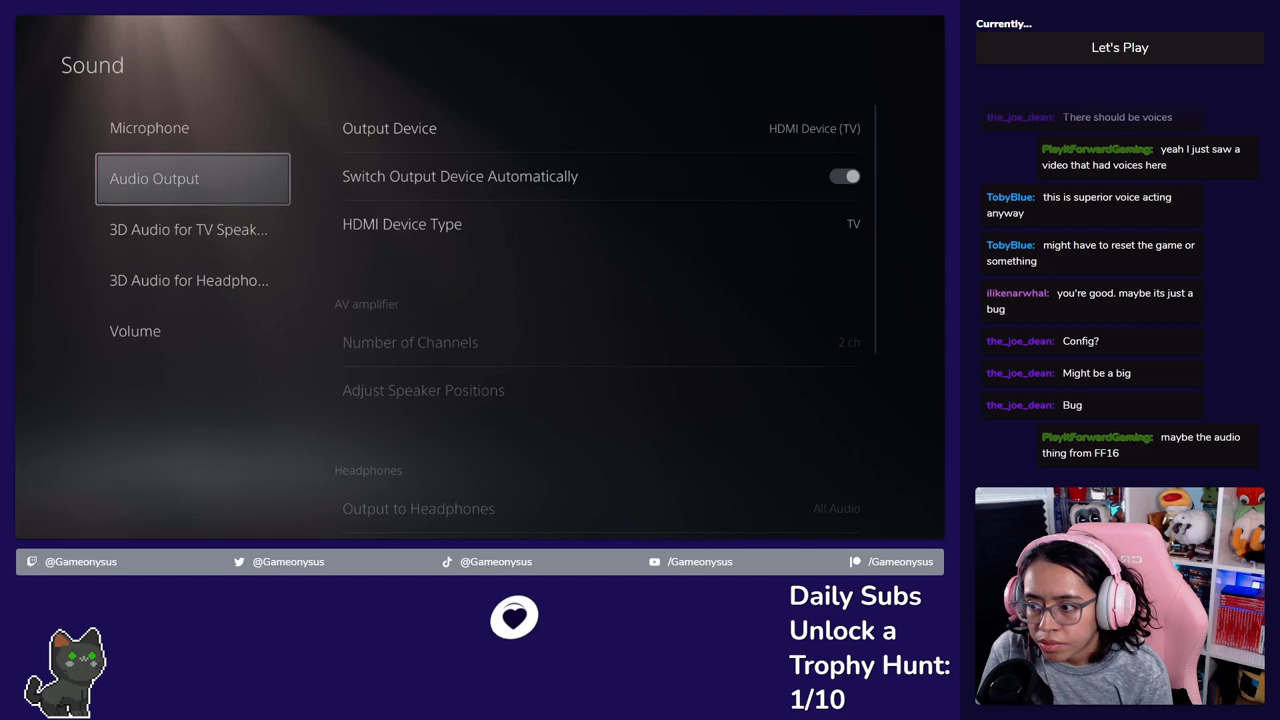 Sound
Microphone
Audio Output
3D Audio for TV Speak...
3D Audio for Headpho...
Volume
Output Device
HDMI Device (TV)
Switch Output Device Automatically
HDMI Device Type
TV
AV amplifier
Number of Channels
2 ch
Adjust Speaker Positions
Headphones
Output to Headphones
All Audio
@Gameonysus
@Gameonysus
@Gameonysus
/Gameonysus
/Gameonysus
Daily Subs
Unlock a
Trophy Hunt:
1/10
Currently...
Let's Play
the_joe_dean: There should be voices
PlayItForwardGaming: yeah I just saw a
video that had voices here
TobyBlue: this is superior voice acting
anyway
TobyBlue: might have to reset the game or
something
ilikenarwhal: you're good. maybe its just a
bug
the_joe_dean: Config?
the_joe_dean: Might be a big
the_joe_dean: Bug
PlayItForwardGaming: maybe the audio
thing from FF16